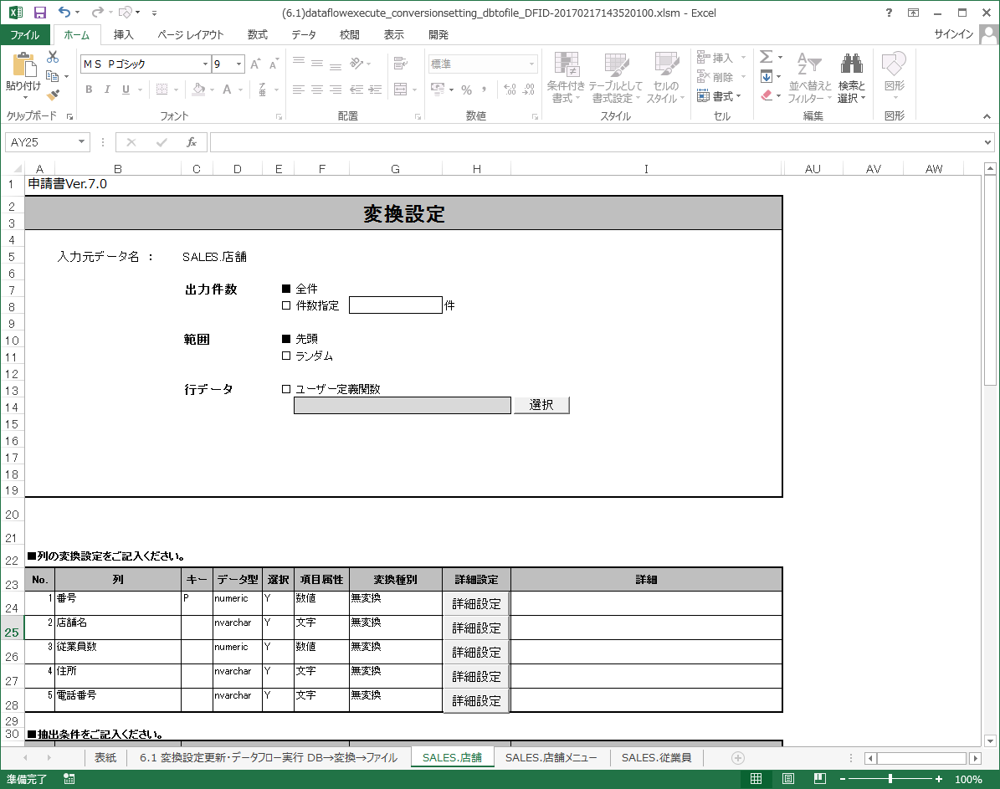 (6.1)dataflowexecute_conversionsetting_dbtofile_DFID-20170217143520100.xlsm - Excel
ファイル ホーム 挿入 ページ レイアウト 数式 データ 校閲 表示 開発 サインイン
ＭＳ Ｐゴシック 9 標準
貼り付け
B I U A
条件付き書式 テーブルとして書式設定 セルのスタイル
挿入
削除
書式
並べ替えとフィルター 検索と選択 図形
クリップボード フォント 配置 数値 スタイル セル 編集 図形
AY25 fx
A B C D E F G H I AU AV AW
1 申請書Ver.7.0
2 変換設定
3
4
5 入力元データ名 ： SALES.店舗
6
7 出力件数 ■ 全件
8 □ 件数指定 件
9
10 範囲 ■ 先頭
11 □ ランダム
12
13 行データ □ ユーザー定義関数
14 選択
15
16
17
18
19
20
21
22 ■列の変換設定をご記入ください。
23 No. 列 キー データ型 選択 項目属性 変換種別 詳細設定 詳細
24 1 番号 P numeric Y 数値 無変換 詳細設定
25 2 店舗名 nvarchar Y 文字 無変換 詳細設定
26 3 従業員数 numeric Y 数値 無変換 詳細設定
27 4 住所 nvarchar Y 文字 無変換 詳細設定
28 5 電話番号 nvarchar Y 文字 無変換 詳細設定
29
30 ■抽出条件をご記入ください。
表紙 6.1 変換設定更新・データフロー実行 DB→変換→ファイル SALES.店舗 SALES.店舗メニュー SALES.従業員
準備完了 100%